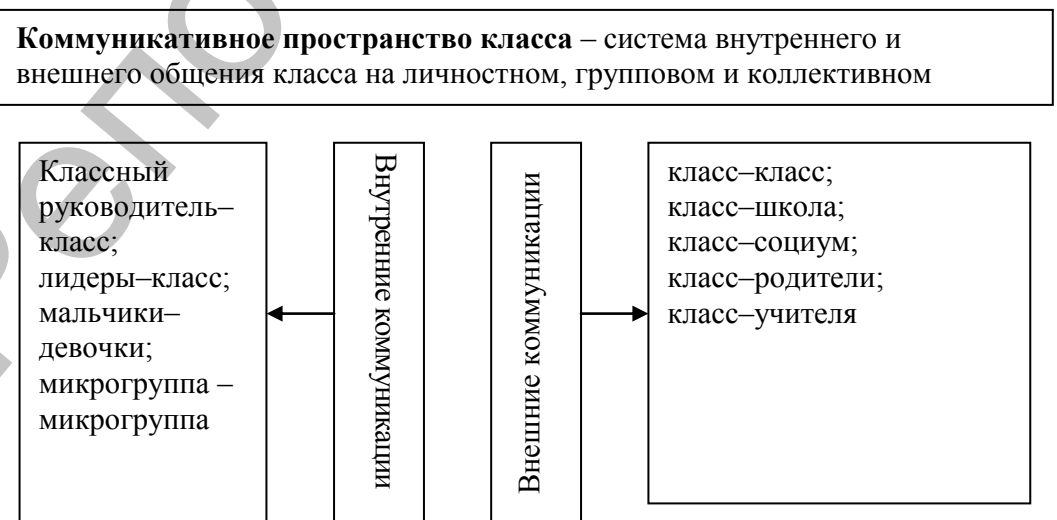 Коммуникативное пространство класса – система внутреннего и
внешнего общения класса на личностном, групповом и коллективном
Классный
руководитель–
класс;
лидеры–класс;
мальчики–
девочки;
микрогруппа –
микрогруппа
Внутренние коммуникации
Внешние коммуникации
класс–класс;
класс–школа;
класс–социум;
класс–родители;
класс–учителя